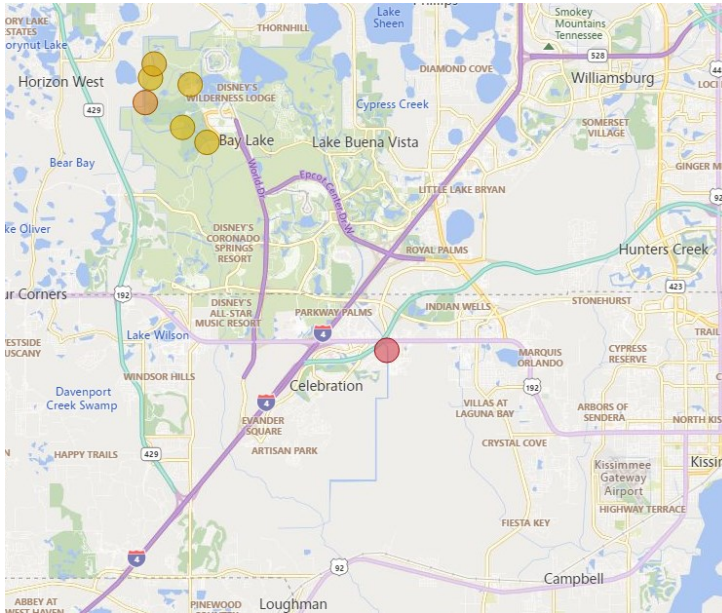 ORY LAKE
ESTATES
orynut Lake
Lake
Sheen
THORNHILL
Smokey
Mountains
Tennessee
528
DIAMOND COVE
Williamsburg
Horizon West
DISNEY'S
WILDERNESS LODGE
429
Cypress Creek
SOMERSET
VILLAGE
Bay Lake
Lake Buena Vista
Bear Bay
GINGER M
World Dr
Epcot Center Dr W
LITTLE LAKE BRYAN
92
ke Oliver
DISNEY'S
CORONADO
SPRINGS
RESORT
ROYAL PALMS
Hunters Creek
ur Corners
192
423
DISNEY'S
ALL-STAR
MUSIC RESORT
PARKWAY PALMS
INDIAN WELLS
STONEHURST
4
Lake Wilson
ESTSIDE
USCANY
TRAIL
WINDSOR HILLS
MARQUIS
ORLANDO
CYPRESS
RESERVE
Celebration
192
Davenport
Creek Swamp
4
EVANDER
SQUARE
VILLAS AT
LAGUNA BAY
ARBORS OF
SENDERA
NORTH KIS
HAPPY TRAILS
429
ARTISAN PARK
CRYSTAL COVE
Kissimmee
Gateway
Airport
Kissi
HIGHWAY TERRACE
FIESTA KEY
4
92
Campbell
ABBEY AT
WEST HAVEN
PINEWOOD
Loughman